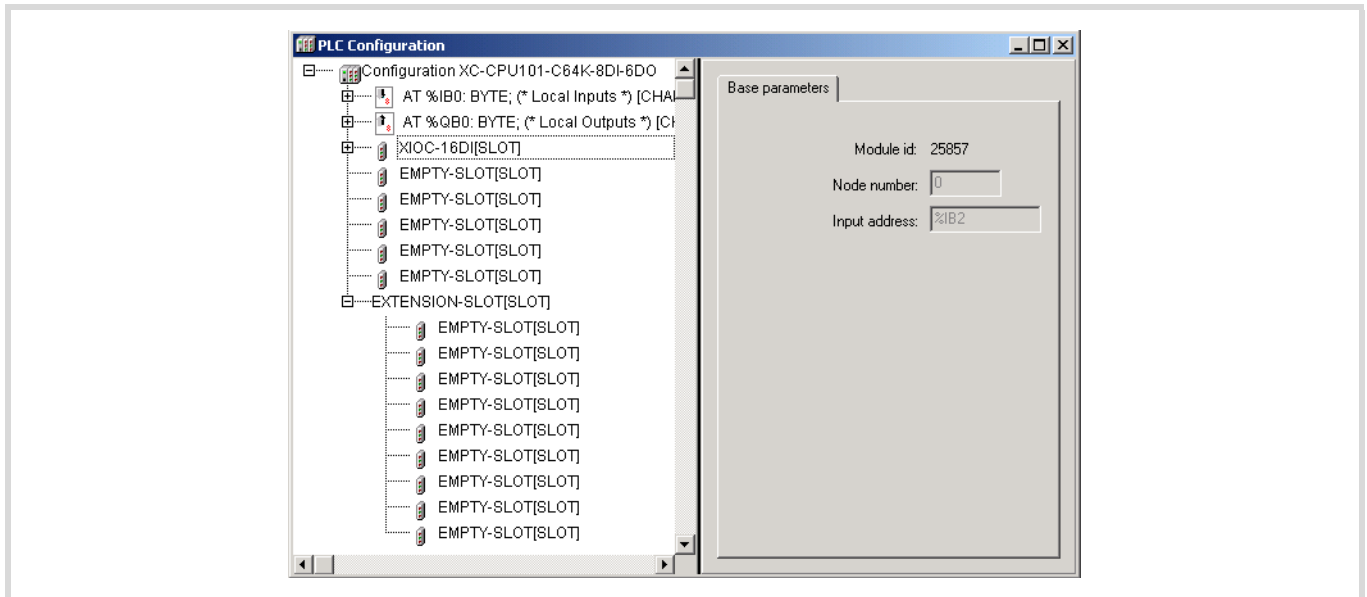 PLC Configuration
Configuration XC-CPU101-C64K-8DI-6DO
AT %IB0: BYTE; (* Local Inputs *) [CHA
AT %QB0: BYTE; (* Local Outputs *) [C
XIOC-16DI[SLOT]
EMPTY-SLOT[SLOT]
EMPTY-SLOT[SLOT]
EMPTY-SLOT[SLOT]
EMPTY-SLOT[SLOT]
EMPTY-SLOT[SLOT]
EXTENSION-SLOT[SLOT]
EMPTY-SLOT[SLOT]
EMPTY-SLOT[SLOT]
EMPTY-SLOT[SLOT]
EMPTY-SLOT[SLOT]
EMPTY-SLOT[SLOT]
EMPTY-SLOT[SLOT]
EMPTY-SLOT[SLOT]
EMPTY-SLOT[SLOT]
EMPTY-SLOT[SLOT]
Base parameters
Module id: 25857
Node number: 0
Input address: %IB2